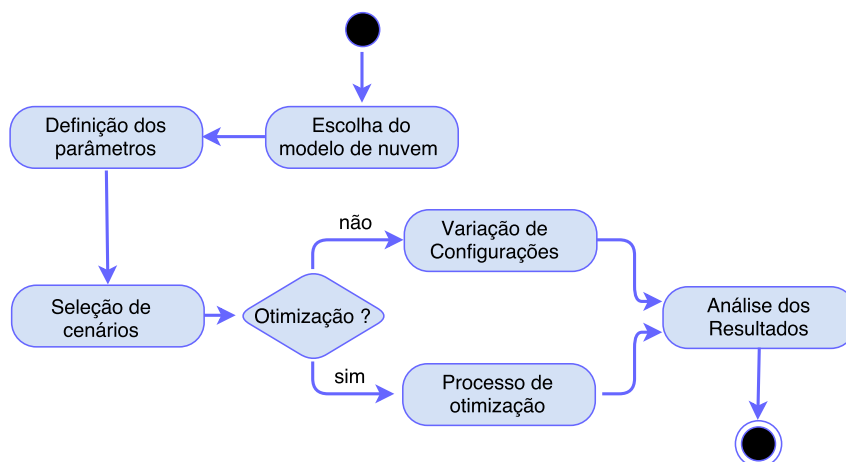 Escolha do
modelo de nuvem
Definição dos
parâmetros
Seleção de
cenários
Otimização ?
não
Variação de
Configurações
sim
Processo de
otimização
Análise dos
Resultados